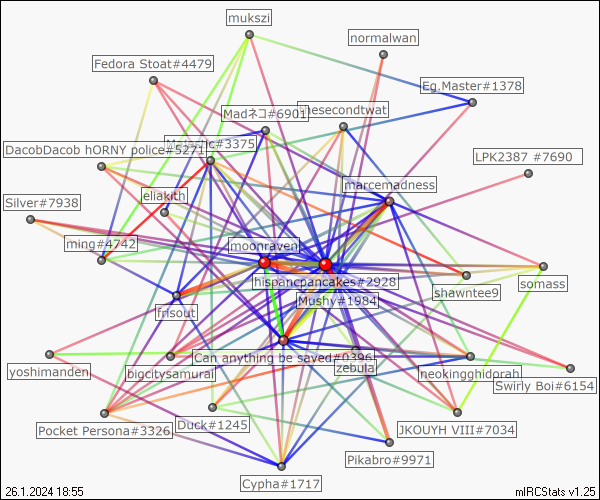 mukszi
normalwan
Fedora Stoat#4479
Eg.Master#1378
Madネコ#6901
thesecondtwat
DacobDacob hORNY police#5271
LPK2387 #7690
marcemadness
eliakith
Silver#7938
ming#4742
moonraven
hispancpancakes#2928
shawntee9
somass
Mushy#1984
frisout
Can anything be saved#0396
zebula
yoshimanden
bigcitysamurai
neokingghidorah
Swirly Boi#6154
Pocket Persona#3326
Duck#1245
JKOUYH VIII#7034
Pikabro#9971
Cypha#1717
26.1.2024 18:55
mIRCStats v1.25